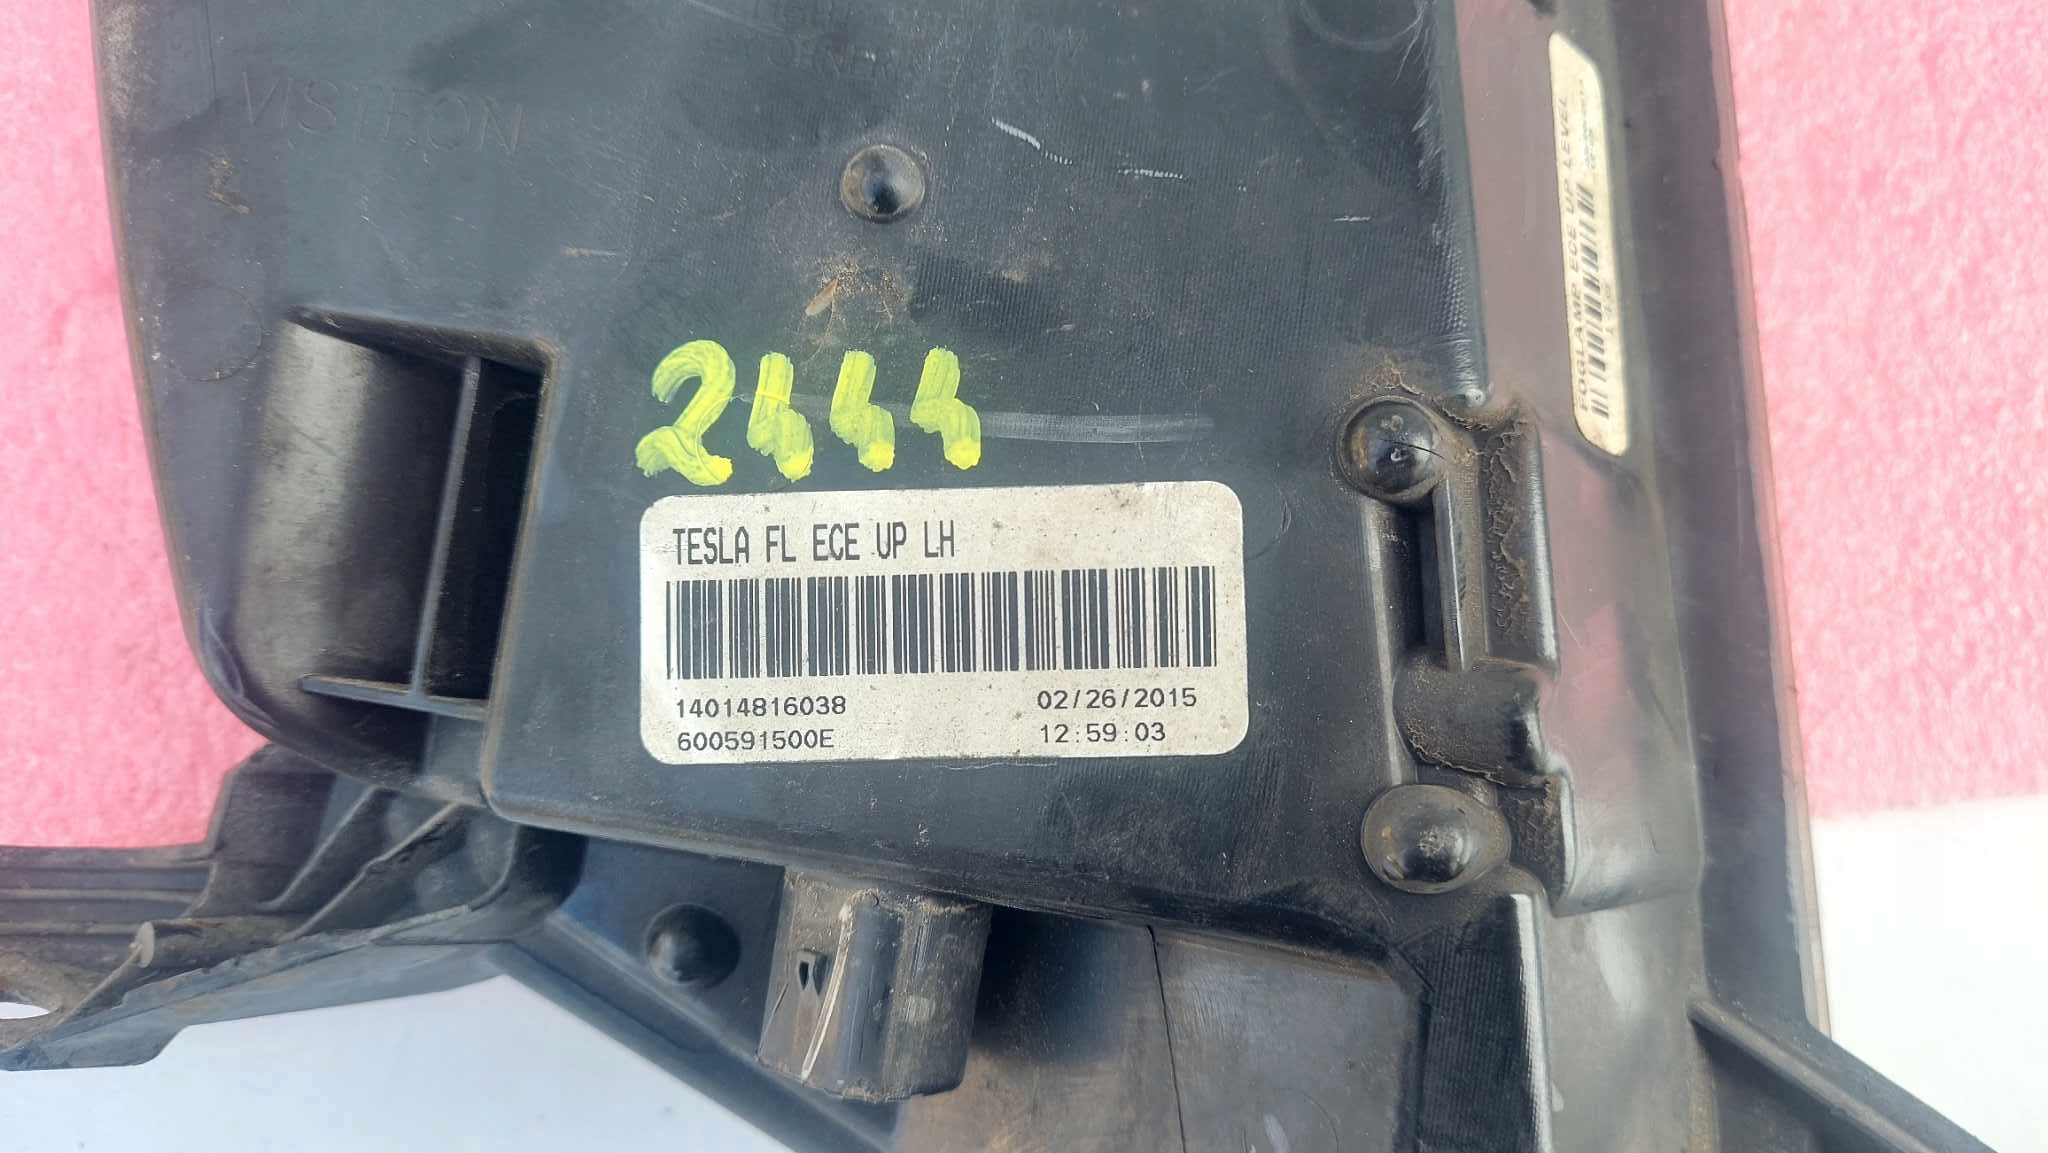 VISTEON
2444
TESLA FL ECE UP LH
14014816038 02/26/2015
600591500E 12:59:03
FOGLAMP ECE UP LEVEL